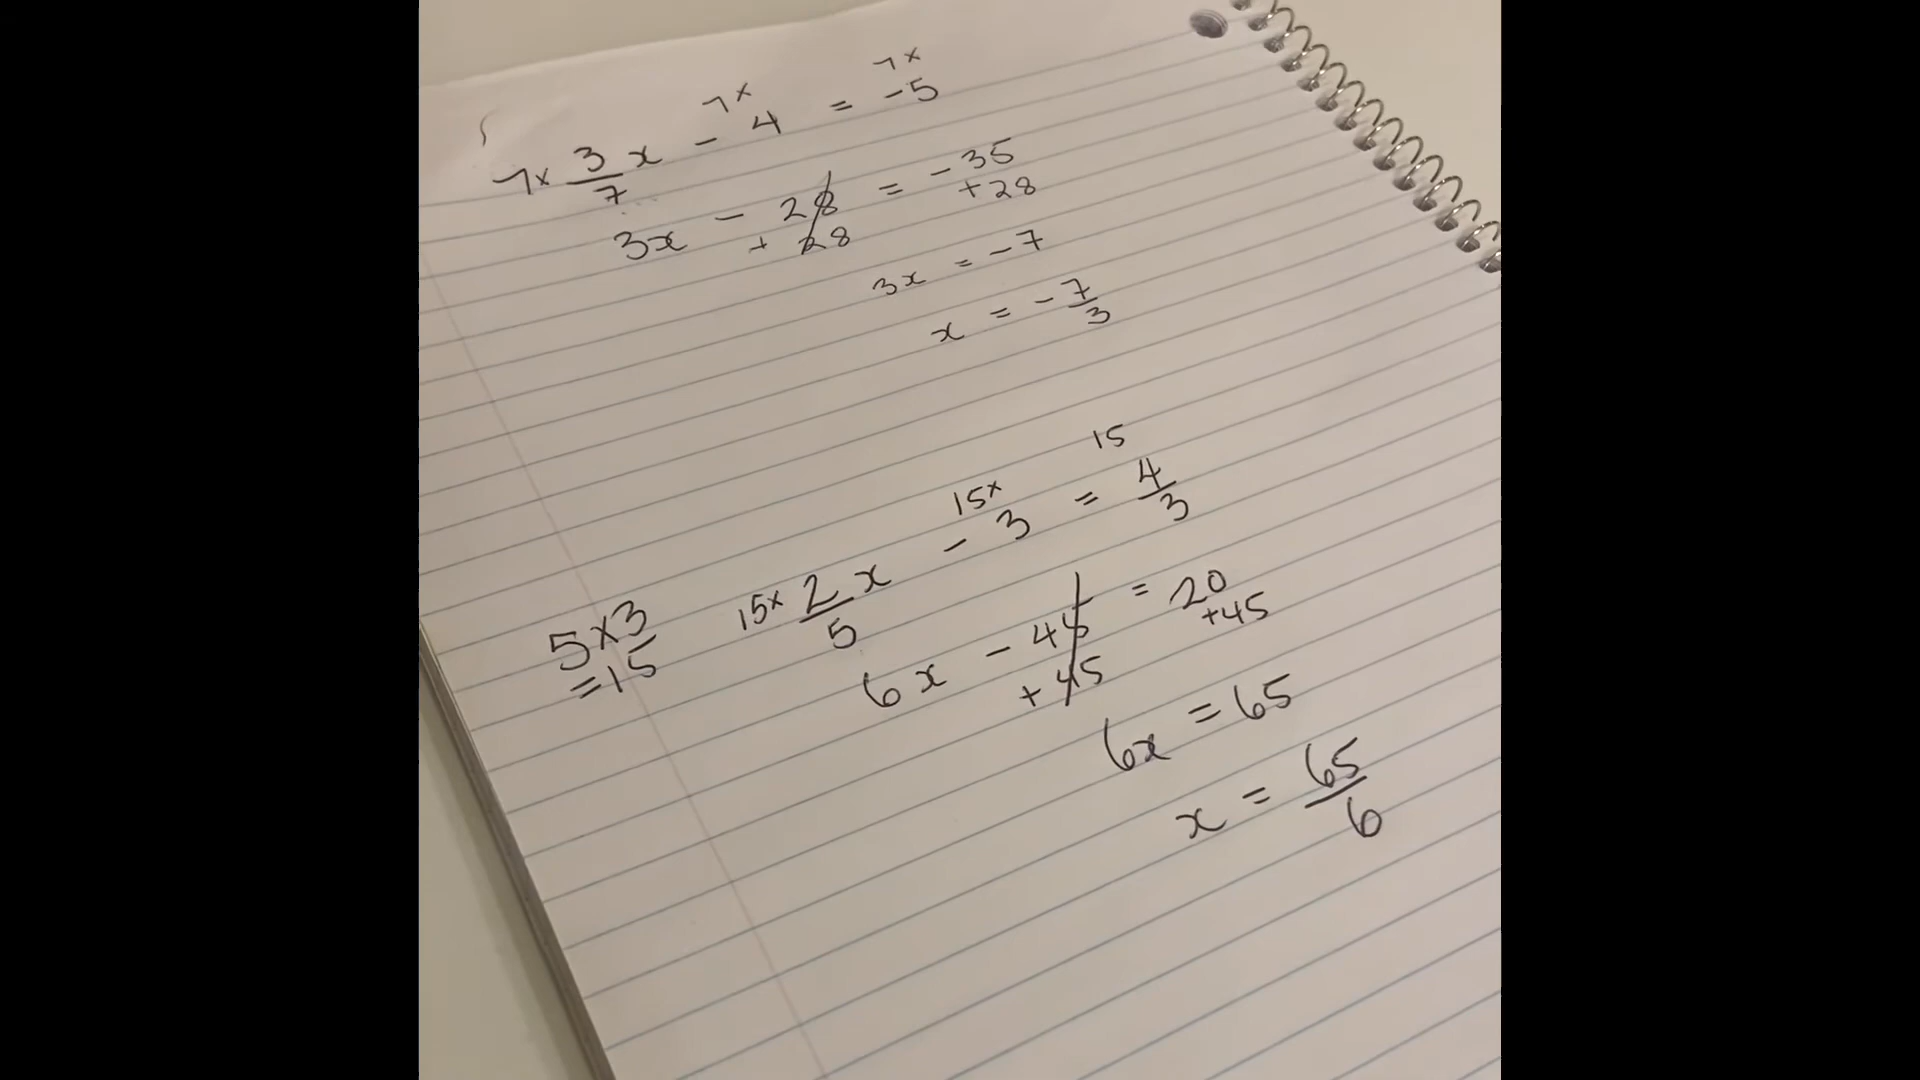 7x 7x
7x 3/7 x - 4 = -5
3x - 28 = -35
+ 28 +28
3x = -7
x = -7/3
15x 15
15x 2/5 x - 3 = 4/3
5x3
=15
6x - 45 = 20
+ 45 +45
6x = 65
x = 65/6